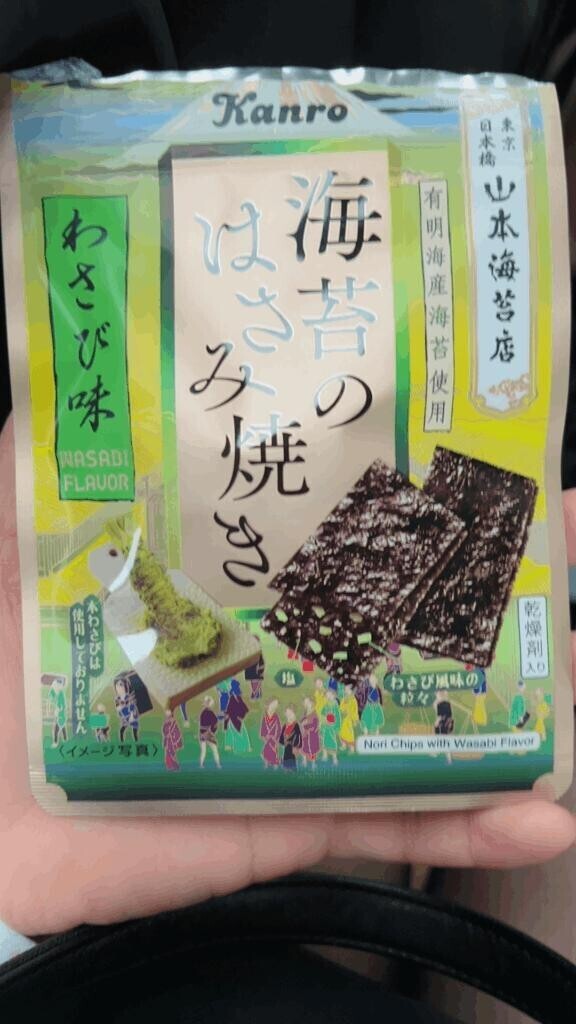 Kanro
東京
日本橋
山本海苔店
有明海産海苔使用
海苔の
はさみ焼き
わさび味
WASABI
FLAVOR
本わさびは
使用しておりません
塩
わさび風味の
粒々
乾燥剤
入り
〈イメージ写真〉
Nori Chips with Wasabi Flavor